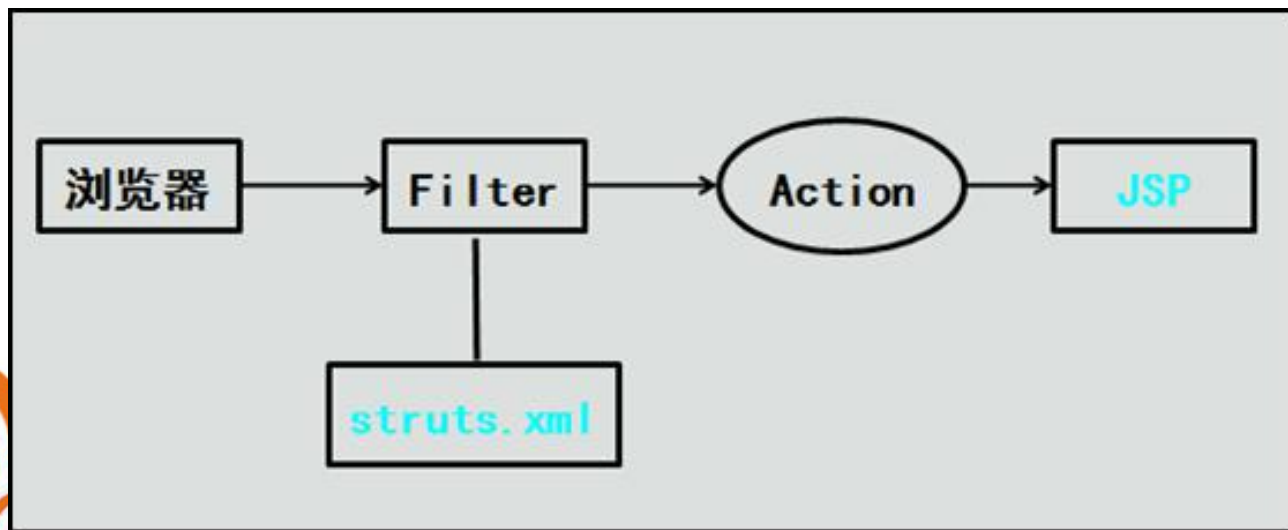 浏览器
Filter
Action
JSP
struts.xml